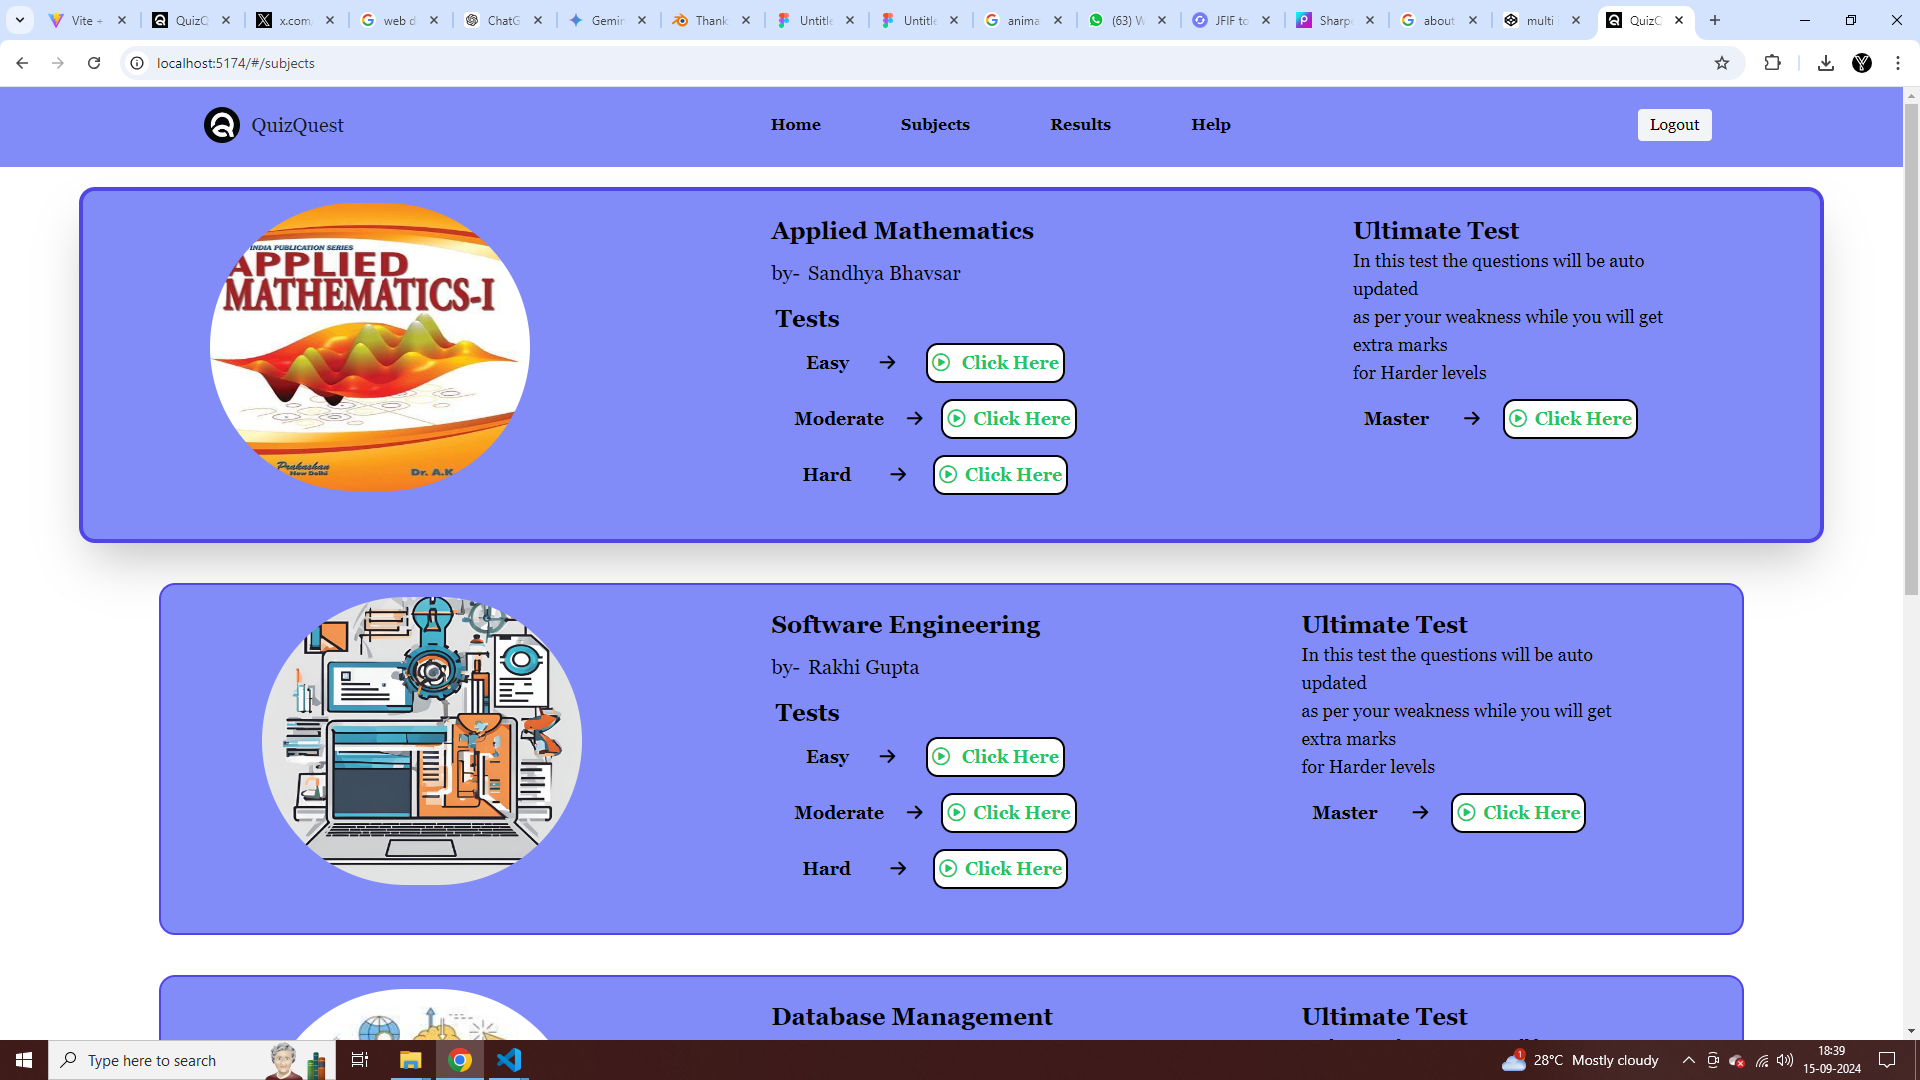 Vite +
QuizQ
x.com
web d
ChatG
Gemin
Thank
Untitle
Untitle
anima
(63) W
JFIF to
Sharpe
about
multi i
QuizQ
localhost:5174/#/subjects
QuizQuest
Home
Subjects
Results
Help
Logout
INDIA PUBLICATION SERIES
APPLIED
MATHEMATICS-I
Prakashan
New Delhi
Dr. A.K
Applied Mathematics
by- Sandhya Bhavsar
Tests
Easy → Click Here
Moderate → Click Here
Hard → Click Here
Ultimate Test
In this test the questions will be auto
updated
as per your weakness while you will get
extra marks
for Harder levels
Master → Click Here
Software Engineering
by- Rakhi Gupta
Tests
Easy → Click Here
Moderate → Click Here
Hard → Click Here
Ultimate Test
In this test the questions will be auto
updated
as per your weakness while you will get
extra marks
for Harder levels
Master → Click Here
Database Management
Ultimate Test
Type here to search
1
28°C Mostly cloudy
18:39
15-09-2024